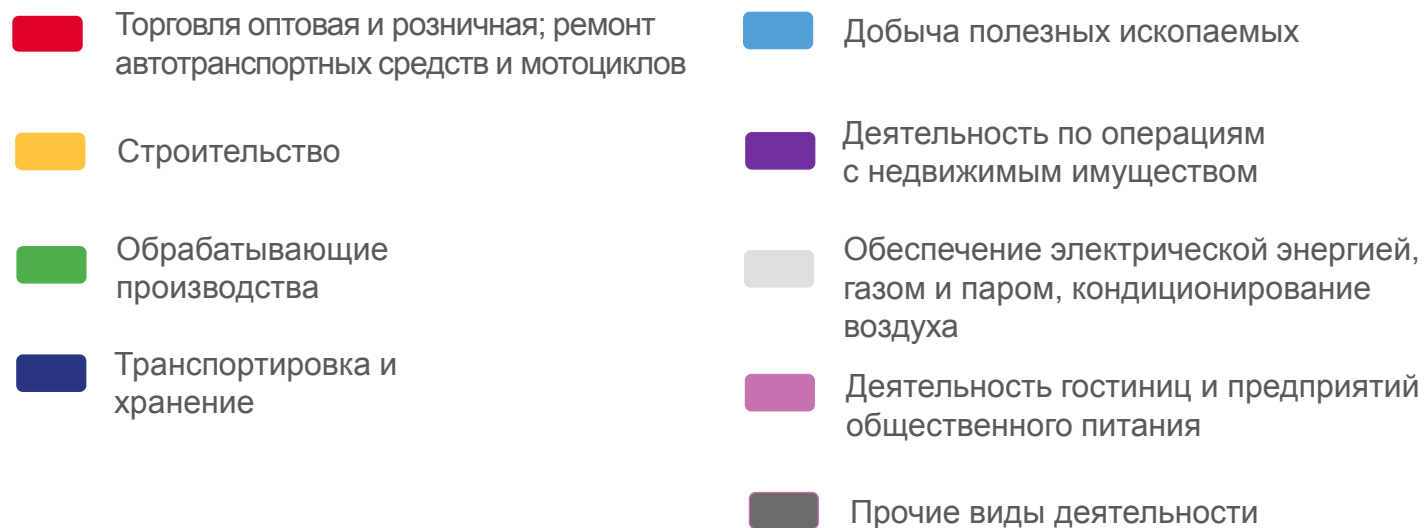 Торговля оптовая и розничная; ремонт
автотранспортных средств и мотоциклов
Строительство
Обрабатывающие
производства
Транспортировка и
хранение
Добыча полезных ископаемых
Деятельность по операциям
с недвижимым имуществом
Обеспечение электрической энергией,
газом и паром, кондиционирование
воздуха
Деятельность гостиниц и предприятий
общественного питания
Прочие виды деятельности